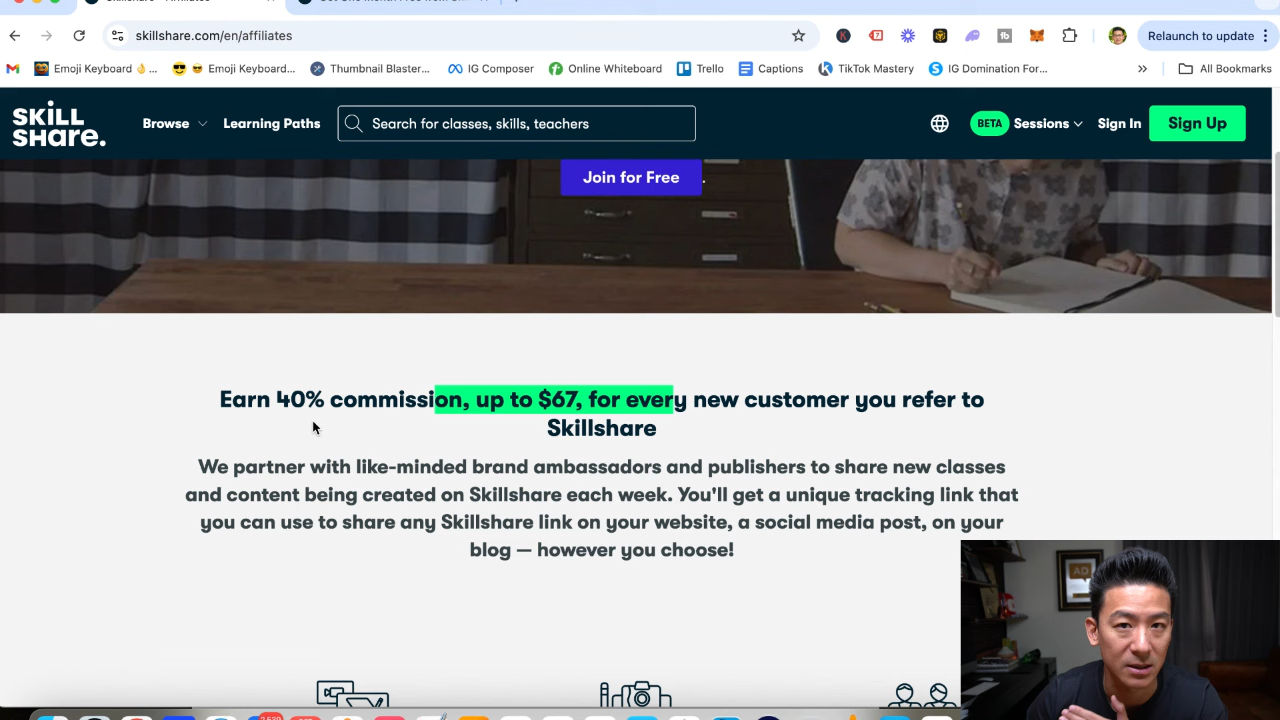 skillshare.com/en/affiliates
Relaunch to update
Emoji Keyboard 👌...
Emoji Keyboard...
Thumbnail Blaster...
IG Composer
Online Whiteboard
Trello
Captions
TikTok Mastery
IG Domination For...
All Bookmarks
SKILL
SHare.
Browse
Learning Paths
Search for classes, skills, teachers
BETA
Sessions
Sign In
Sign Up
Join for Free
Earn 40% commission, up to $67, for every new customer you refer to
Skillshare
We partner with like-minded brand ambassadors and publishers to share new classes
and content being created on Skillshare each week. You'll get a unique tracking link that
you can use to share any Skillshare link on your website, a social media post, on your
blog — however you choose!
AD